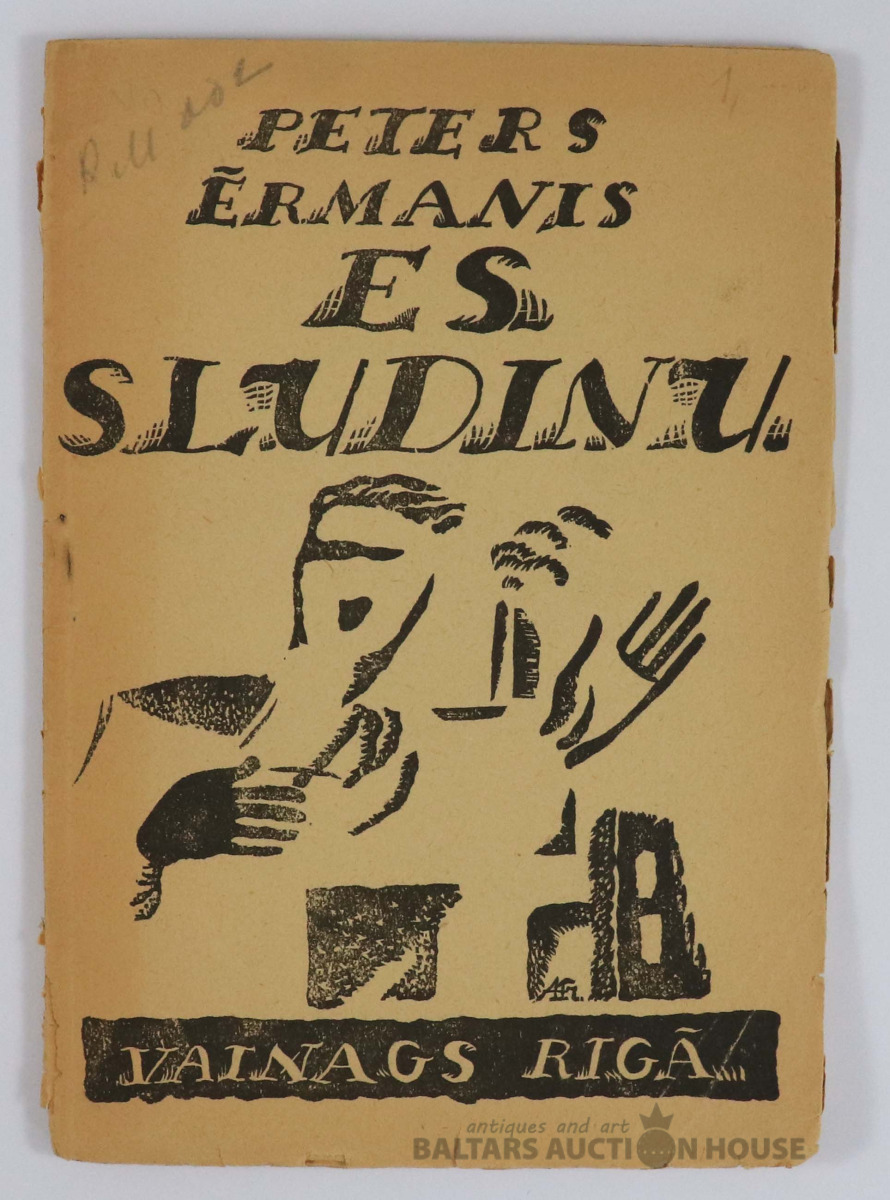 PETERS
ĒRMANIS
ES
SLUDINU
VAINAGS RIGĀ
antiques and art
BALTARS AUCTION HOUSE